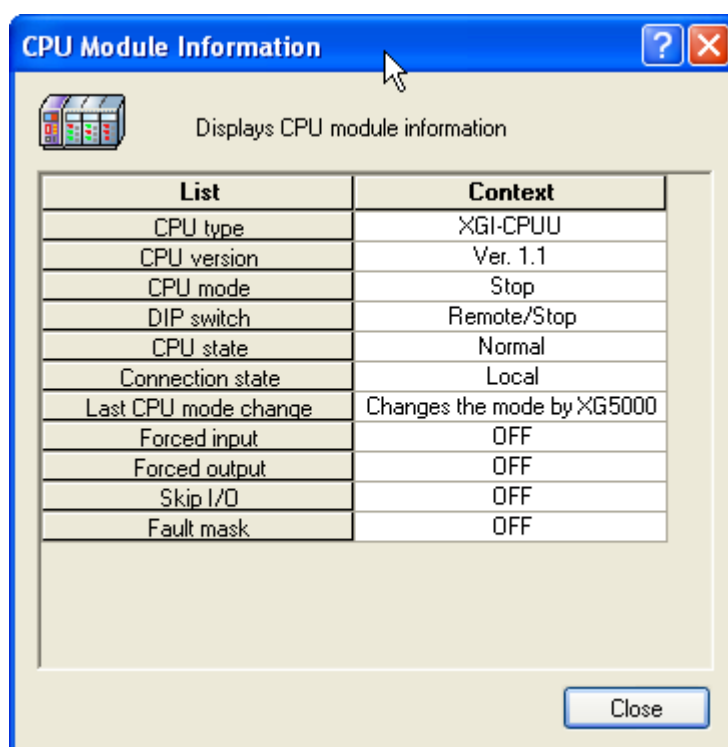 CPU Module Information
Displays CPU module information
List Context
CPU type XGI-CPUU
CPU version Ver. 1.1
CPU mode Stop
DIP switch Remote/Stop
CPU state Normal
Connection state Local
Last CPU mode change Changes the mode by XG5000
Forced input OFF
Forced output OFF
Skip I/O OFF
Fault mask OFF
Close